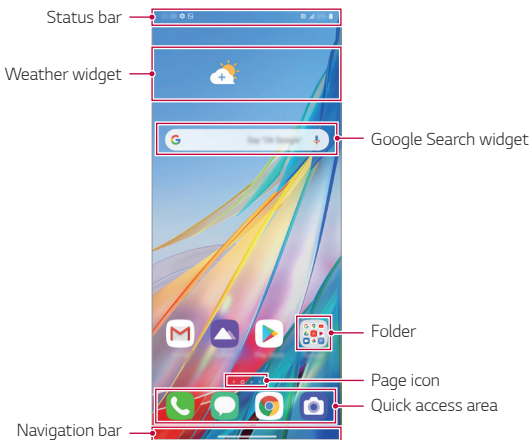 Status bar
Weather widget
Google Search widget
Folder
Page icon
Quick access area
Navigation bar